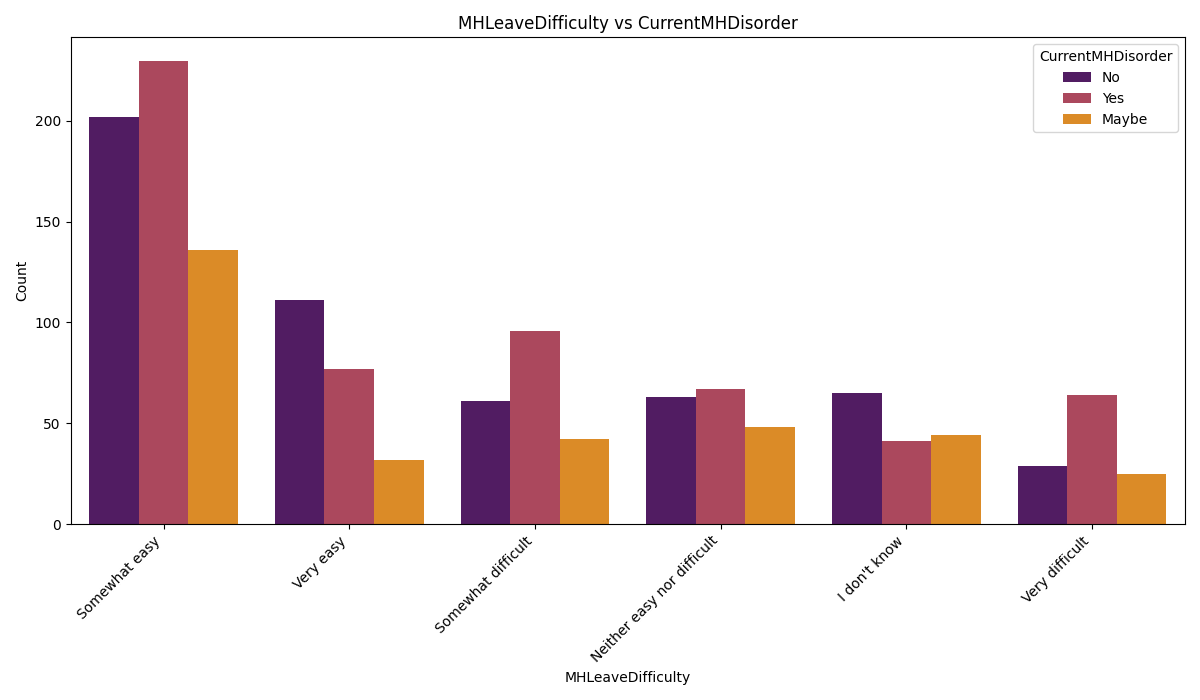 MHLeaveDifficulty vs CurrentMHDisorder
CurrentMHDisorder
No
Yes
Maybe
Count
200
150
100
50
0
Somewhat easy
Very easy
Somewhat difficult
Neither easy nor difficult
I don't know
Very difficult
MHLeaveDifficulty